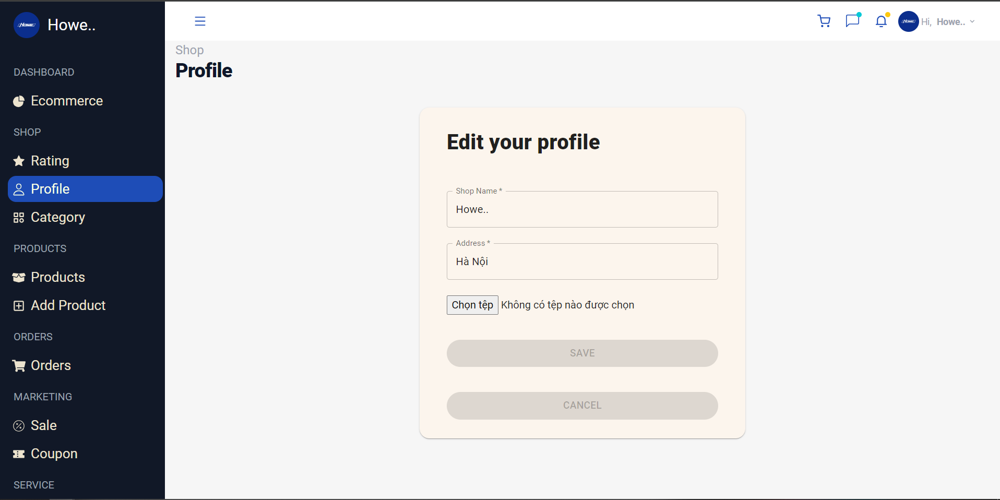 HOWE
Howe..
DASHBOARD
Ecommerce
SHOP
Rating
Profile
Category
PRODUCTS
Products
Add Product
ORDERS
Orders
MARKETING
Sale
Coupon
SERVICE
HOWE
Hi, Howe..
Shop
Profile
Edit your profile
Shop Name *
Howe..
Address *
Hà Nội
Chọn tệp Không có tệp nào được chọn
SAVE
CANCEL